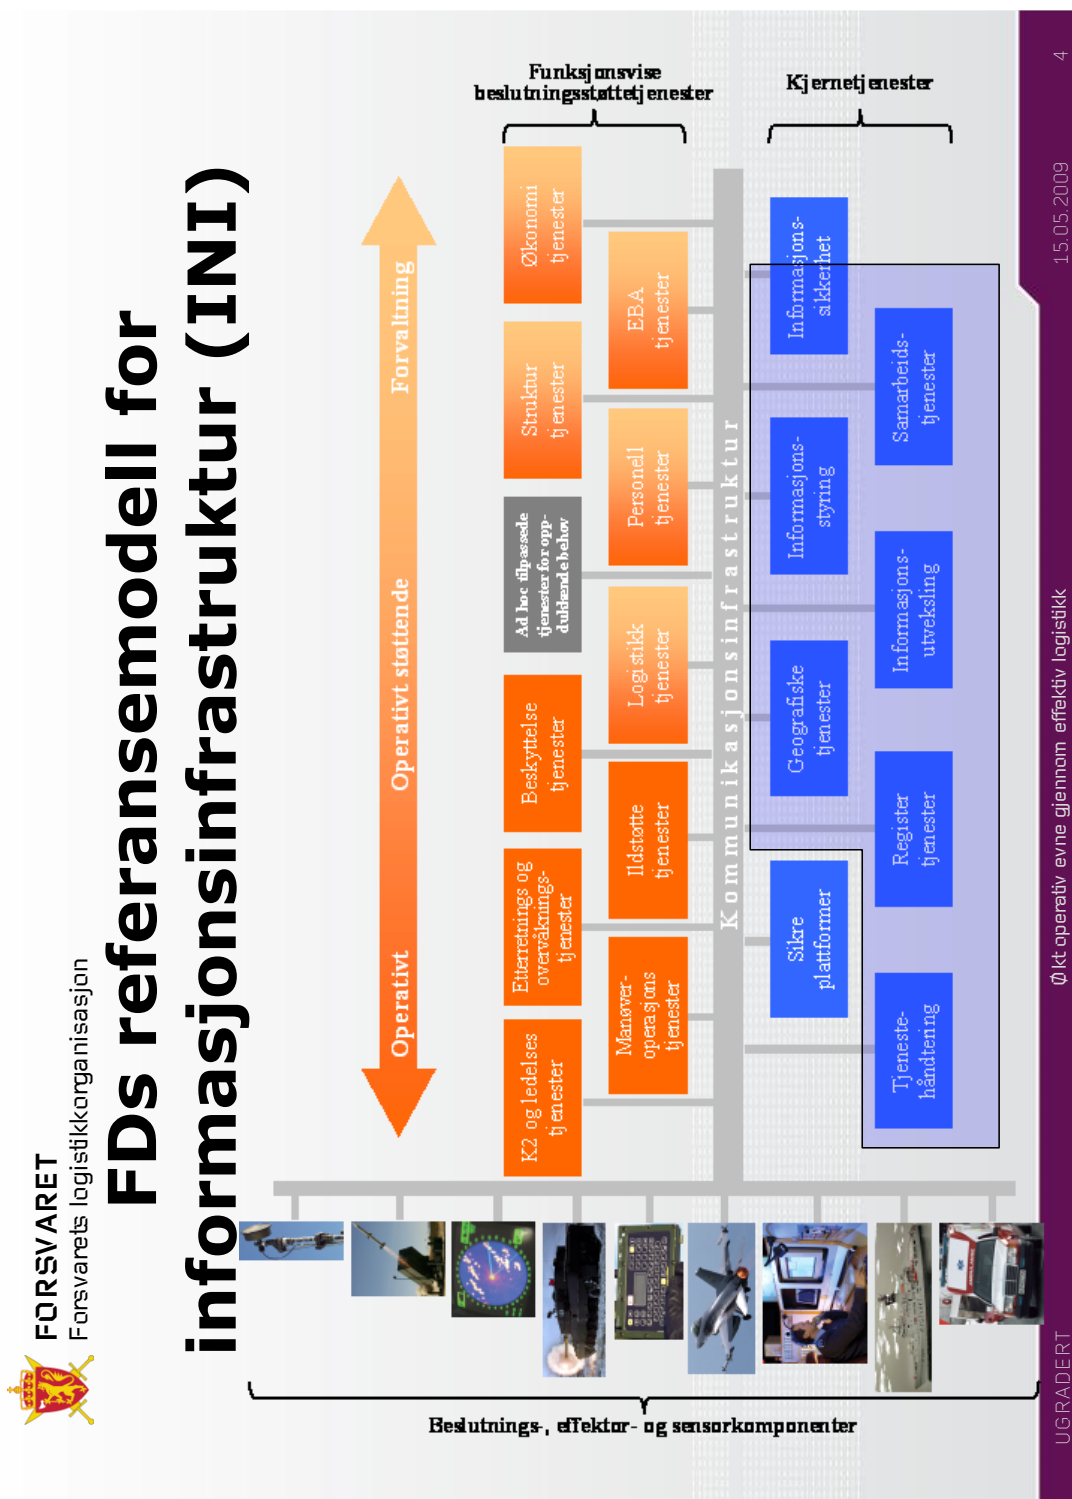 FORSVARET
Forsvarets logistikkorganisasjon
FDs referansemodell for
informasjonsinfrastruktur (INI)
Operativt
Operativt støttende
Forvaltning
Funksjonsvise
beslutningsstøttetjenester
K2 og ledelses
tjenester
Etterretnings og
overvåknings-
tjenester
Beskyttelse
tjenester
Ad hoc tilpassede
tjenester for opp-
dukkende behov
Struktur
tjenester
Økonomi
tjenester
Manøver-
operasjons
tjenester
Ildstøtte
tjenester
Logistikk
tjenester
Personell
tjenester
EBA
tjenester
Kommunikasjonsinfrastruktur
Kjernetjenester
Sikre
plattformer
Geografiske
tjenester
Informasjons-
styring
Informasjons-
sikkerhet
Tjeneste-
håndtering
Register
tjenester
Informasjons-
utveksling
Samarbeids-
tjenester
Beslutnings-, effektor- og sensorkomponenter
UGRADERT
Økt operativ evne gjennom effektiv logistikk
15.05.2009
4